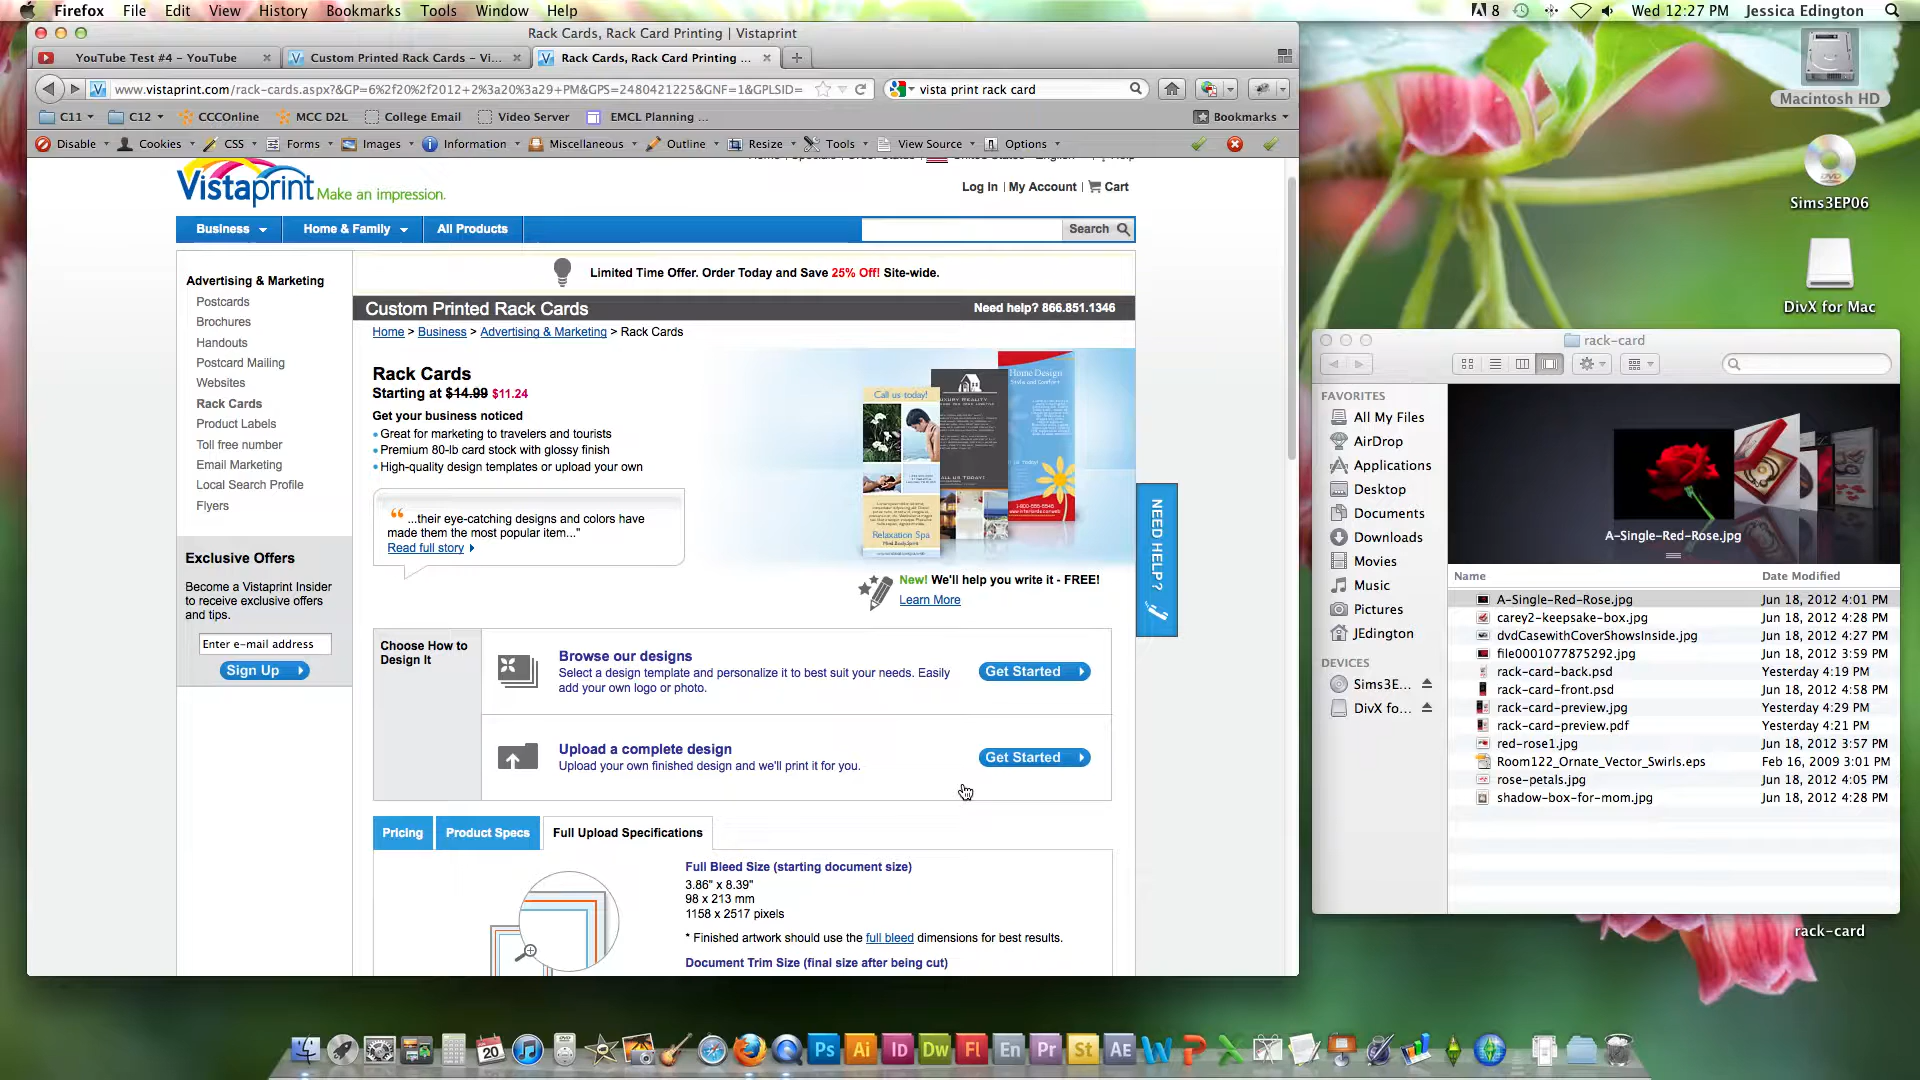 Firefox File Edit View History Bookmarks Tools Window Help
8 Wed 12:27 PM Jessica Edington
Rack Cards, Rack Card Printing | Vistaprint
YouTube Test #4 - YouTube
Custom Printed Rack Cards - Vi...
Rack Cards, Rack Card Printing ...
www.vistaprint.com/rack-cards.aspx?&GP=6%2f20%2f2012+2%3a20%3a29+PM&GPS=2480421225&GNF=1&GPLSID=
vista print rack card
C11 C12 CCCOnline MCC D2L College Email Video Server EMCL Planning ... Bookmarks
Disable Cookies CSS Forms Images Information Miscellaneous Outline Resize Tools View Source Options
Vistaprint Make an impression.
Log In | My Account | Cart
Business Home & Family All Products Search
Advertising & Marketing
Postcards
Brochures
Handouts
Postcard Mailing
Websites
Rack Cards
Product Labels
Toll free number
Email Marketing
Local Search Profile
Flyers
Exclusive Offers
Become a Vistaprint Insider
to receive exclusive offers
and tips.
Enter e-mail address
Sign Up
Limited Time Offer. Order Today and Save 25% Off! Site-wide.
Custom Printed Rack Cards
Need help? 866.851.1346
Home > Business > Advertising & Marketing > Rack Cards
Rack Cards
Starting at $14.99 $11.24
Get your business noticed
• Great for marketing to travelers and tourists
• Premium 80-lb card stock with glossy finish
• High-quality design templates or upload your own
“ ...their eye-catching designs and colors have
made them the most popular item..."
Read full story
Call us today!
Relaxation Spa
Home Design
NEED HELP?
New! We'll help you write it - FREE!
Learn More
Choose How to
Design It
Browse our designs
Select a design template and personalize it to best suit your needs. Easily
add your own logo or photo.
Get Started
Upload a complete design
Upload your own finished design and we'll print it for you.
Get Started
Pricing Product Specs Full Upload Specifications
Full Bleed Size (starting document size)
3.86" x 8.39"
98 x 213 mm
1158 x 2517 pixels
* Finished artwork should use the full bleed dimensions for best results.
Document Trim Size (final size after being cut)
Macintosh HD
Sims3EP06
DivX for Mac
rack-card
FAVORITES
All My Files
AirDrop
Applications
Desktop
Documents
Downloads
Movies
Music
Pictures
JEdington
DEVICES
Sims3E...
DivX fo...
A-Single-Red-Rose.jpg
Name Date Modified
A-Single-Red-Rose.jpg Jun 18, 2012 4:01 PM
carey2-keepsake-box.jpg Jun 18, 2012 4:28 PM
dvdCasewithCoverShowsInside.jpg Jun 18, 2012 4:27 PM
file0001077875292.jpg Jun 18, 2012 3:59 PM
rack-card-back.psd Yesterday 4:19 PM
rack-card-front.psd Yesterday 4:58 PM
rack-card-preview.jpg Yesterday 4:29 PM
rack-card-preview.pdf Yesterday 4:21 PM
red-rose1.jpg Jun 18, 2012 3:57 PM
Room122_Ornate_Vector_Swirls.eps Feb 16, 2009 3:01 PM
rose-petals.jpg Jun 18, 2012 4:05 PM
shadow-box-for-mom.jpg Jun 18, 2012 4:28 PM
rack-card
20 Ps Ai Id Dw Fl En Pr St AE